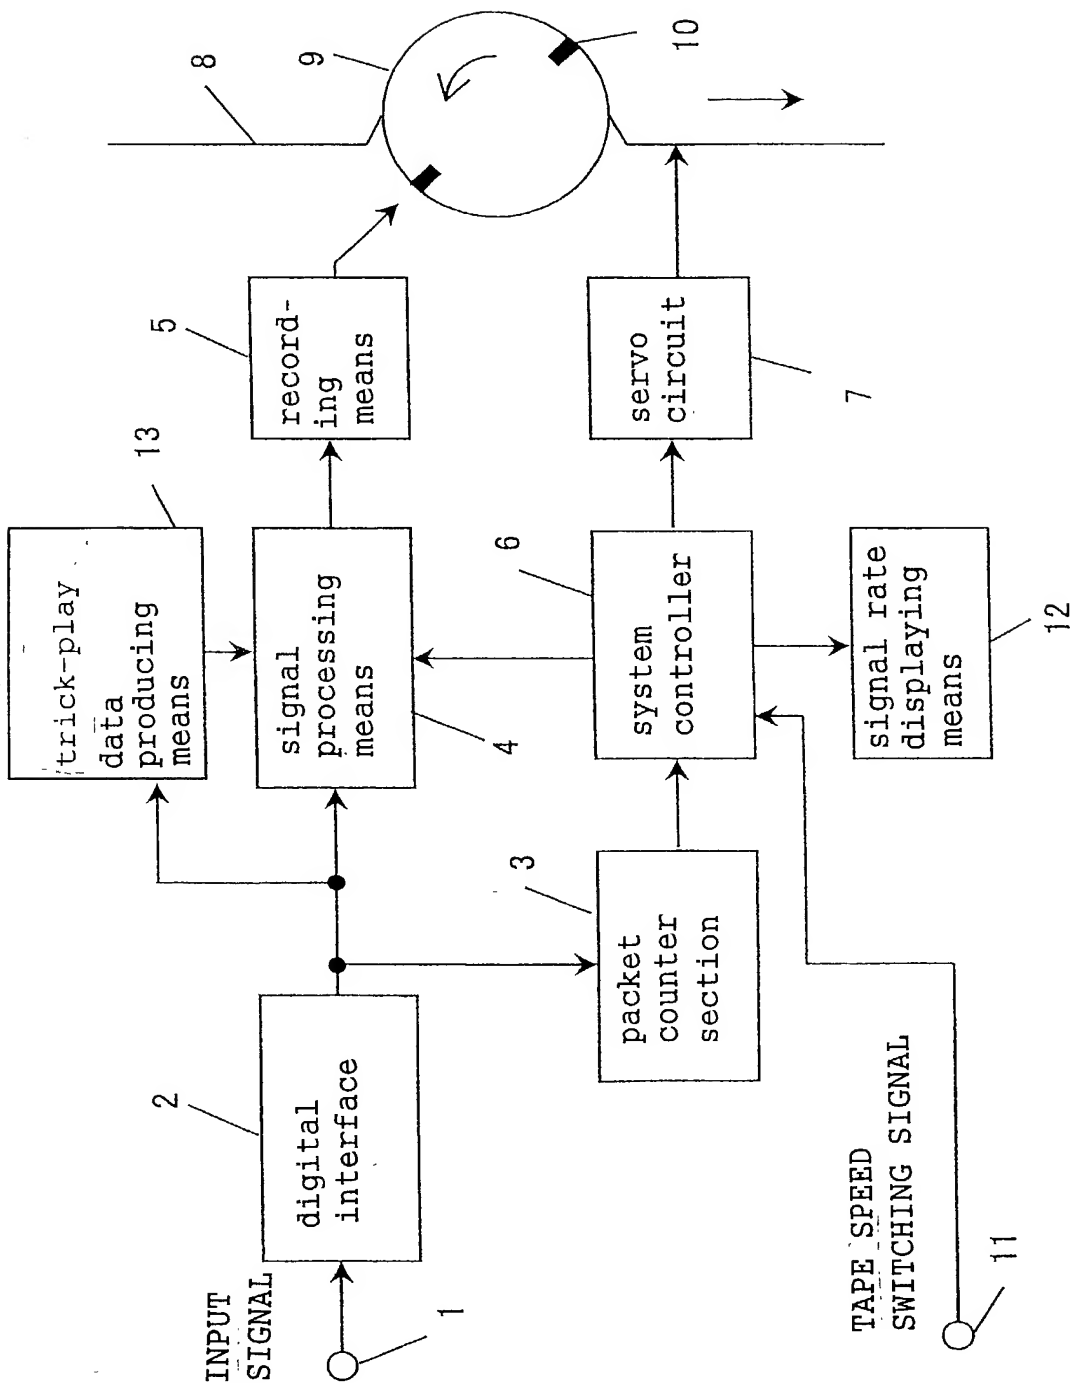 INPUT
SIGNAL
1
2
digital
interface
3
packet
counter
section
13
trick-play
data
producing
means
4
signal
processing
means
5
record-
ing
means
6
system
controller
7
servo
circuit
8
9
10
TAPE SPEED
SWITCHING SIGNAL
11
signal rate
displaying
means
12